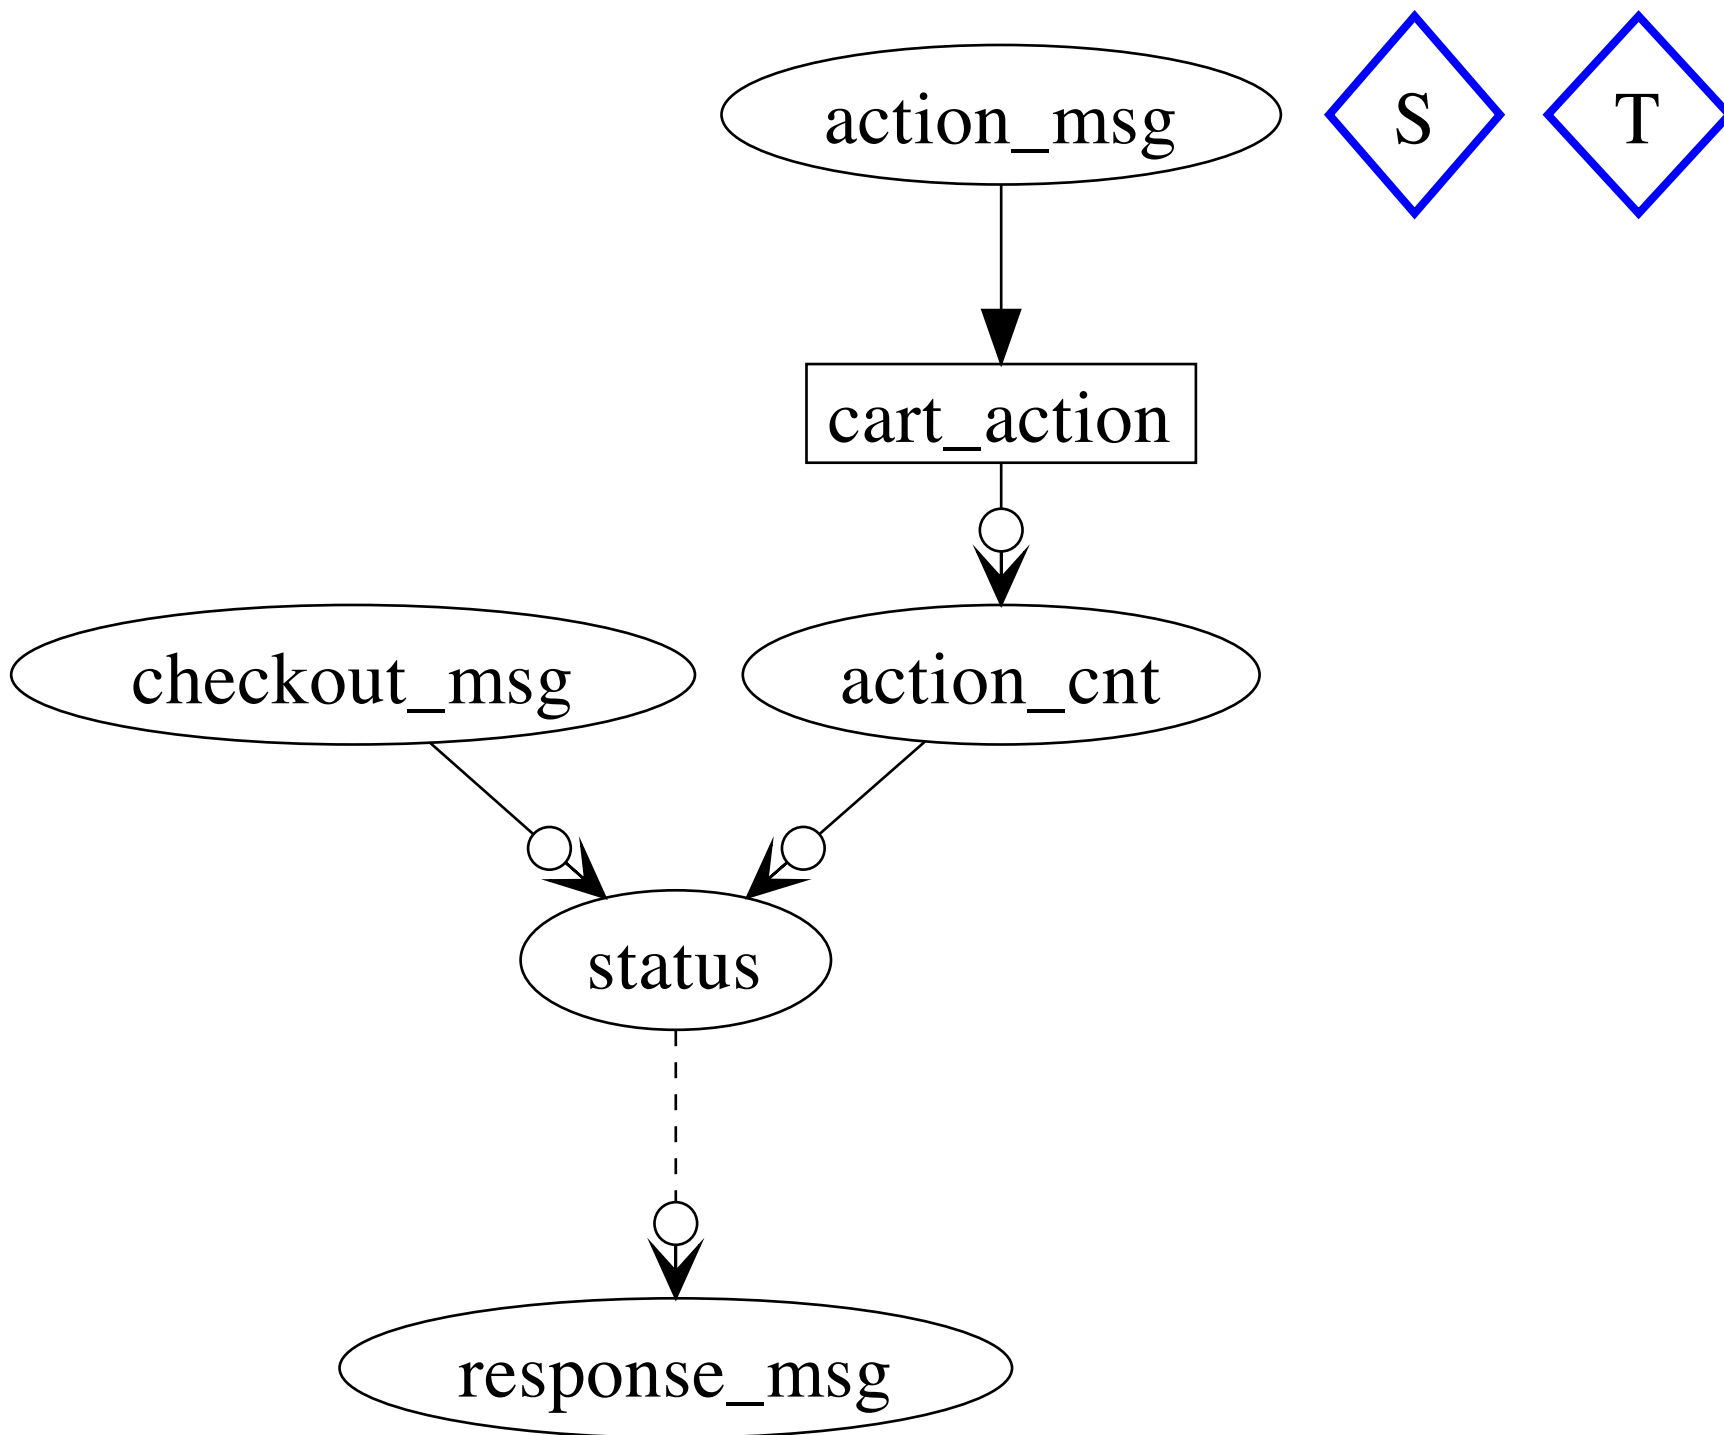 action_msg
S
T
cart_action
checkout_msg
action_cnt
status
response_msg